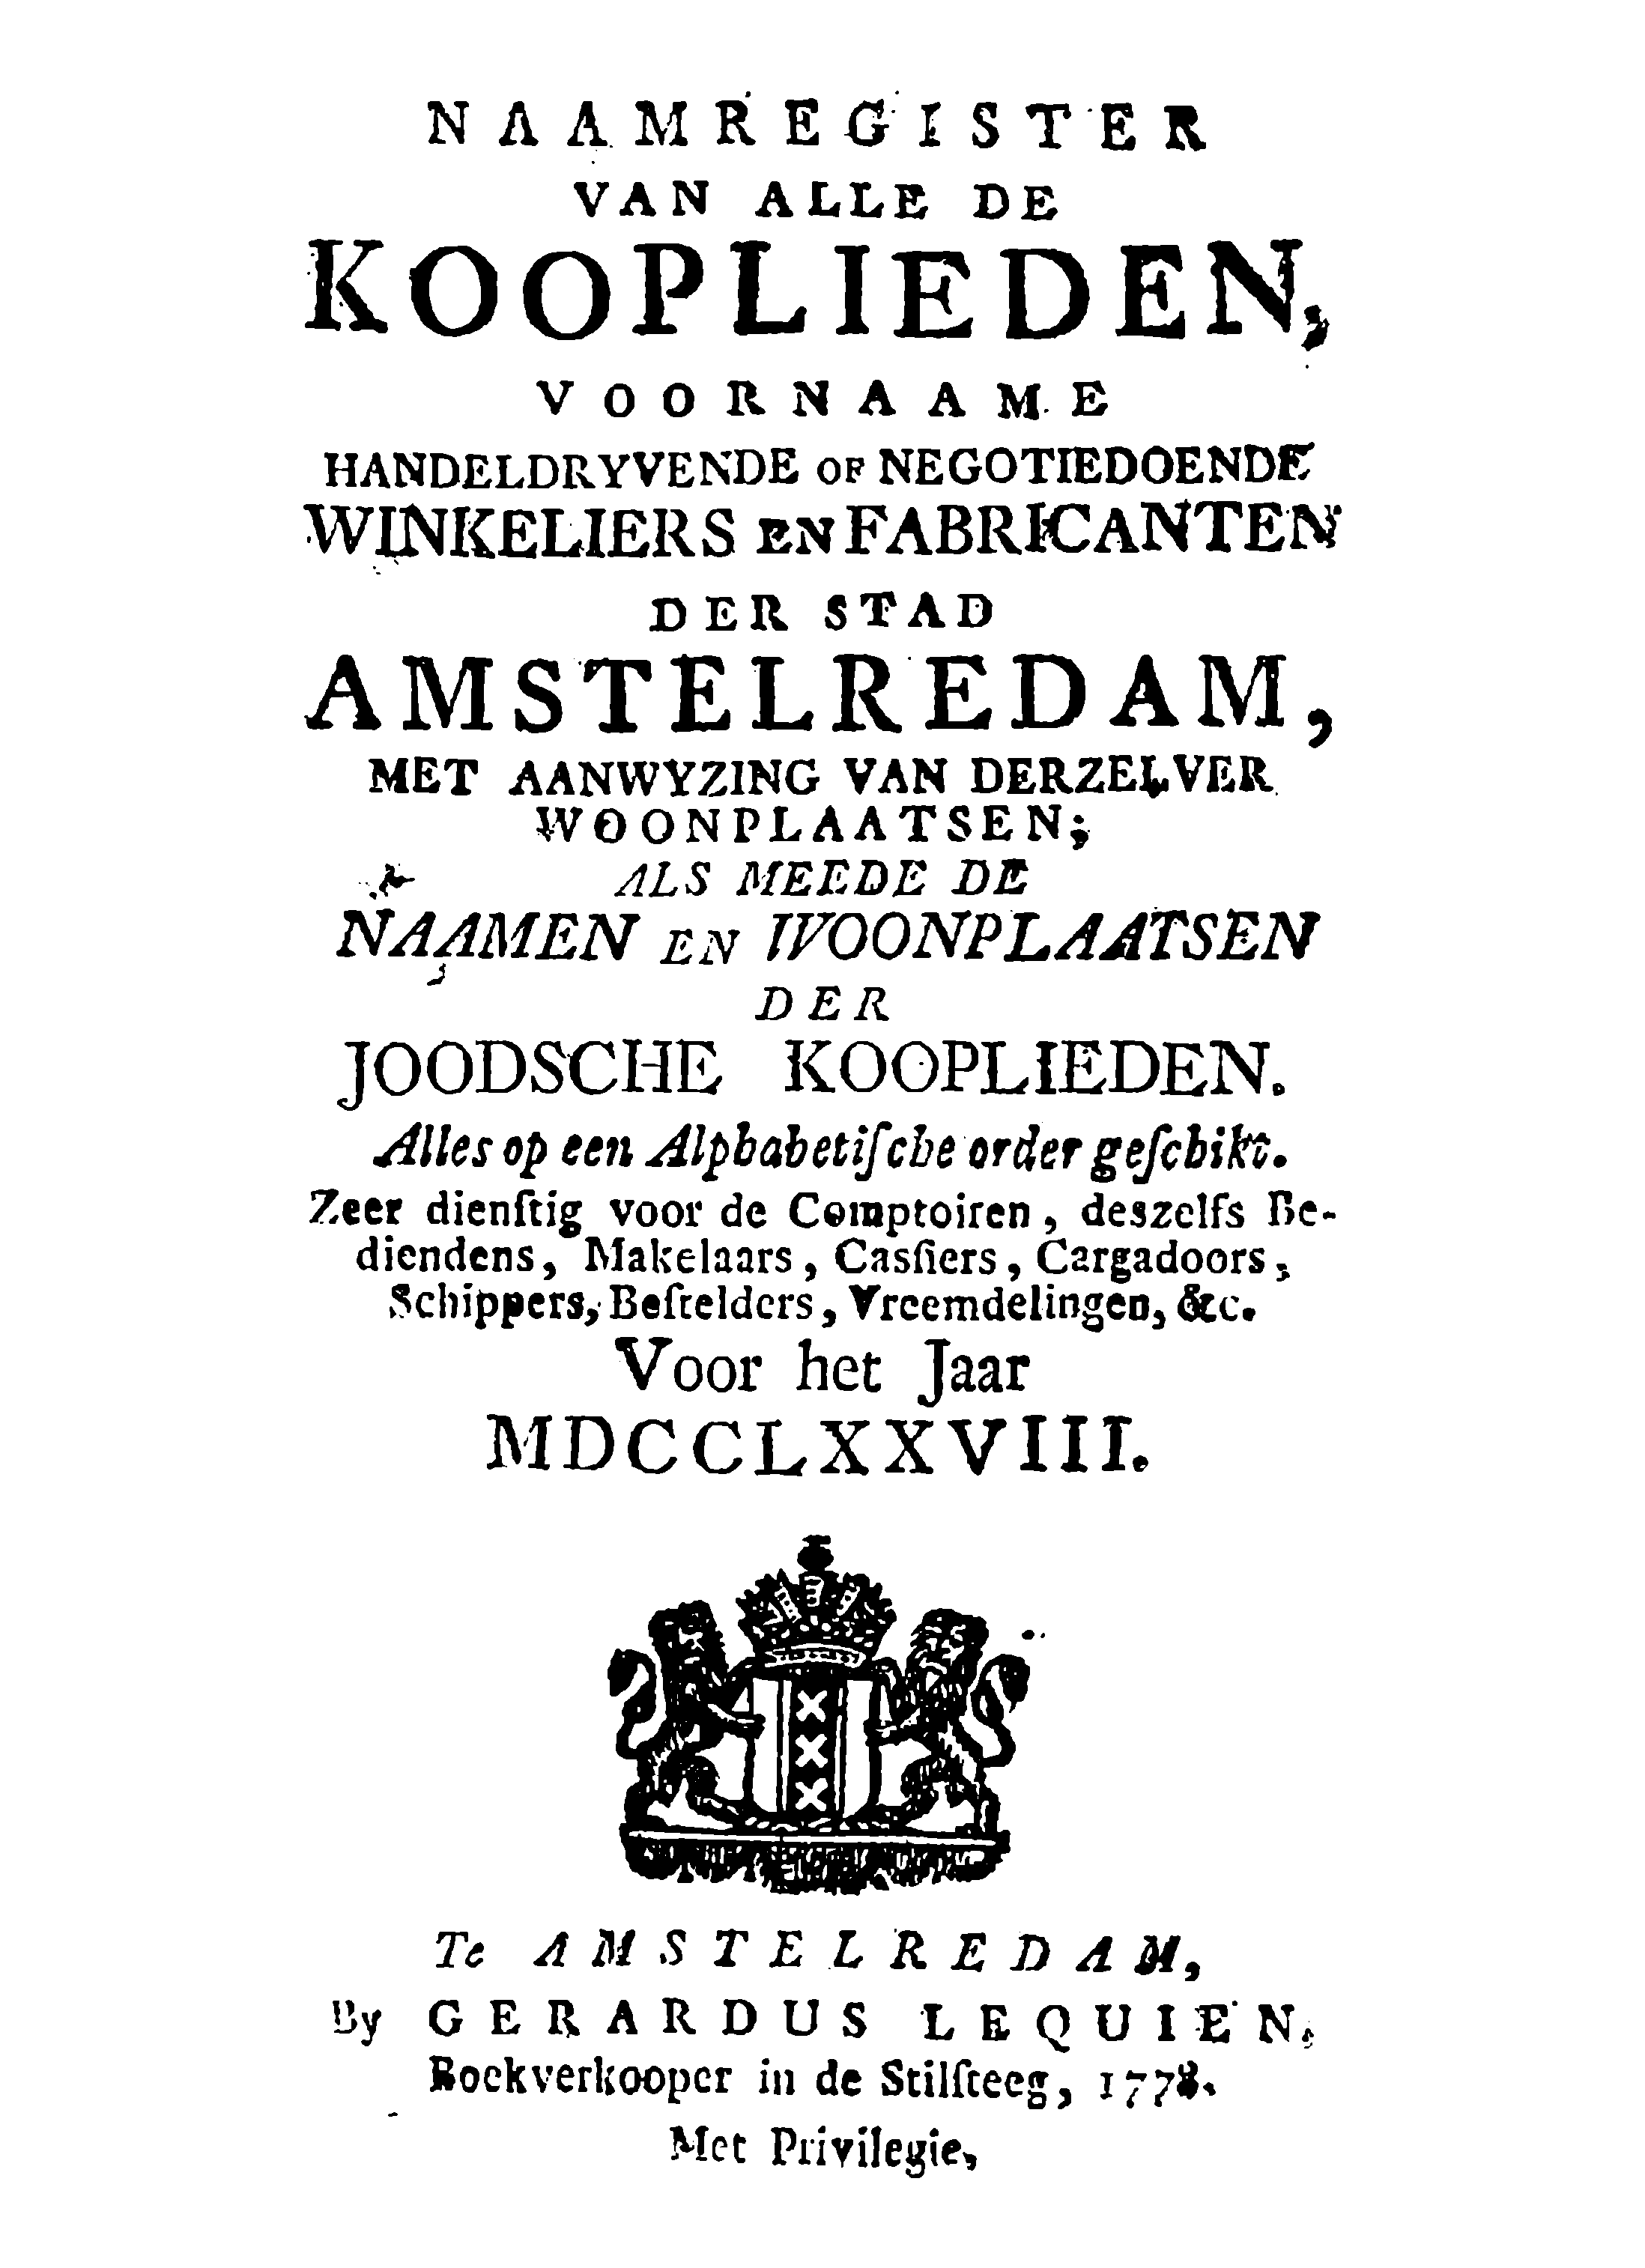 NAAMREGISTER
VAN ALLE DE
KOOPLIEDEN,
VOORNAAME
HANDELDRYVENDE OF NEGOTIEDOENDE
WINKELIERS EN FABRICANTEN
DER STAD
AMSTELREDAM,
MET AANWYZING VAN DERZELVER
WOONPLAATSEN;
ALS MEEDE DE
NAAMEN EN WOONPLAATSEN
DER
JOODSCHE KOOPLIEDEN.
Alles op een Alphabetiſche order geſchikt.
Zeer dienſtig voor de Comptoiren, deszelfs Be-
diendens, Makelaars, Casſiers, Cargadoors,
Schippers, Beſtelders, Vreemdelingen, &c.
Voor het Jaar
MDCCLXXVIII.
Te AMSTELREDAM,
By GERARDUS LEQUIEN,
Boekverkooper in de Stilſteeg, 1778.
Met Privilegie,